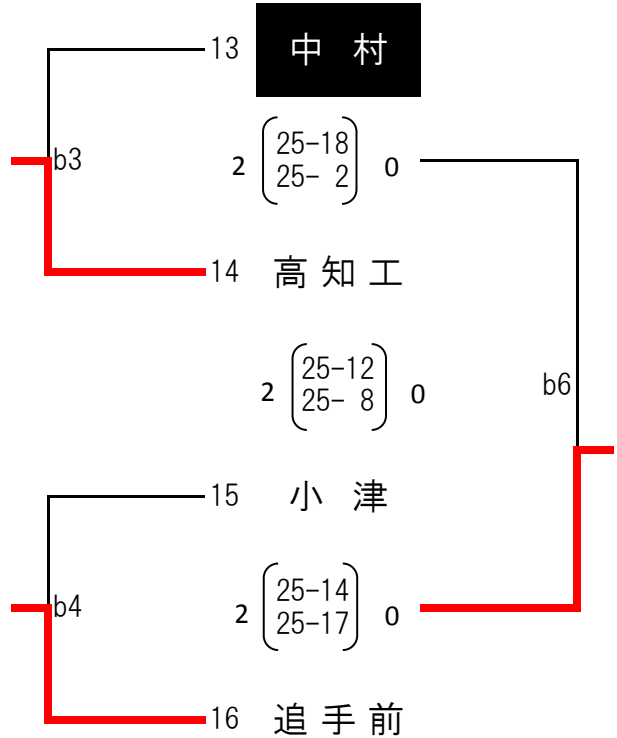 13 中 村
b3
2 25-18 0
25- 2
14 高 知 工
2 25-12 0
25- 8
b6
15 小 津
b4
2 25-14 0
25-17
16 追 手 前